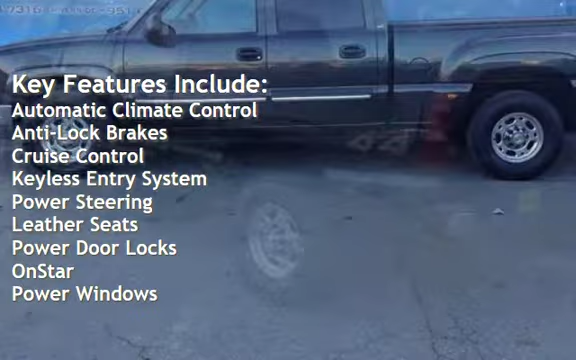 Key Features Include:
Automatic Climate Control
Anti-Lock Brakes
Cruise Control
Keyless Entry System
Power Steering
Leather Seats
Power Door Locks
OnStar
Power Windows